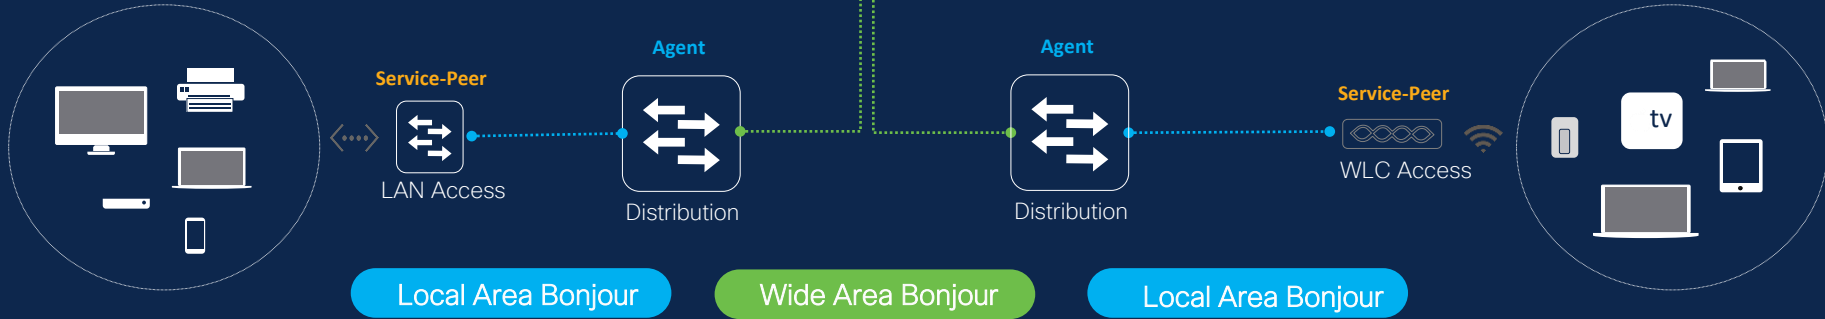 Agent
Agent
Service-Peer
Service-Peer
tv
LAN Access
WLC Access
Distribution
Distribution
Local Area Bonjour
Wide Area Bonjour
Local Area Bonjour